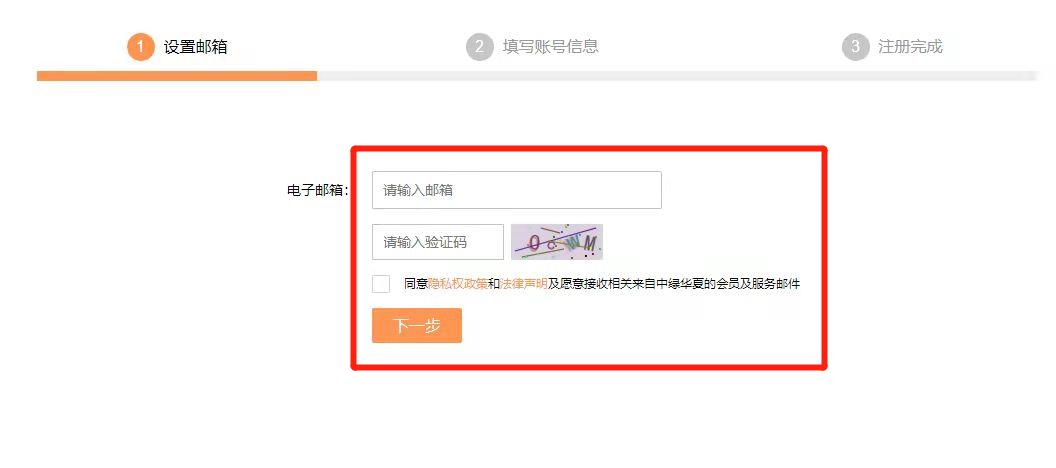 1 设置邮箱 2 填写账号信息 3 注册完成
电子邮箱: 请输入邮箱
请输入验证码 OcWM
同意隐私权政策和法律声明及愿意接收相关来自中绿华夏的会员及服务邮件
下一步